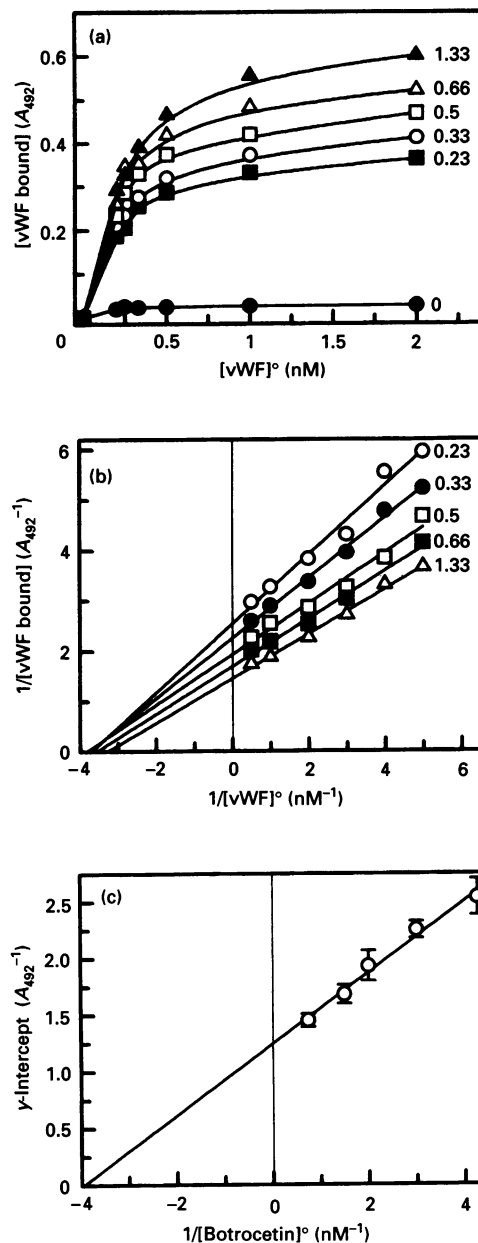 (a)
0.6
0.4
0.2
0
[vWF bound] (A492)
1.33
0.66
0.5
0.33
0.23
0
0 0.5 1.0 1.5 2.0
[vWF]° (nM)
(b)
6
4
2
0
1/[vWF bound] (A492⁻¹)
0.23
0.33
0.5
0.66
1.33
−4 −2 0 2 4 6
1/[vWF]° (nM⁻¹)
(c)
2.5
2.0
1.5
1.0
0.5
0
y-Intercept (A492⁻¹)
−4 −2 0 2 4
1/[Botrocetin]° (nM⁻¹)